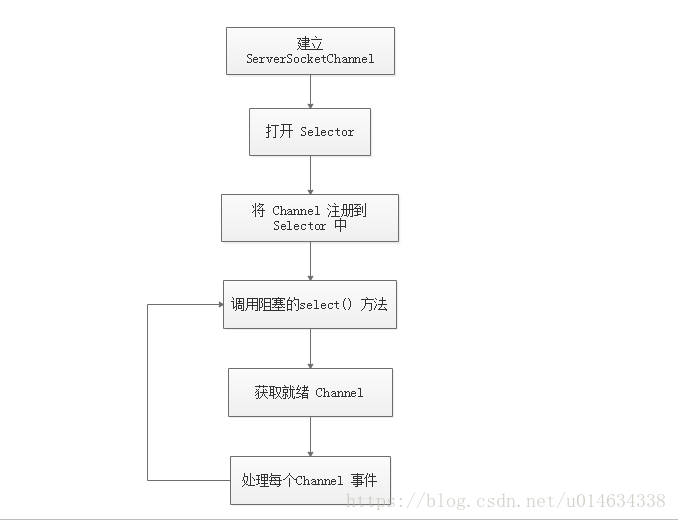 建立
ServerSocketChannel
打开 Selector
将 Channel 注册到
Selector 中
调用阻塞的select() 方法
获取就绪 Channel
处理每个Channel 事件
https://blog.csdn.net/u014634338